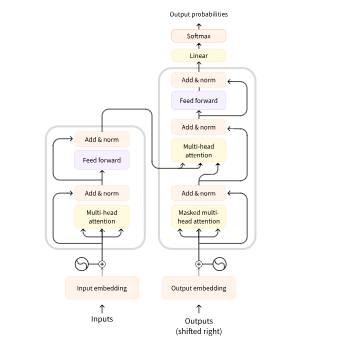 Output probabilities
Softmax
Linear
Add & norm
Feed forward
Add & norm
Multi-head
attention
Add & norm
Masked multi-
head attention
Output embedding
Outputs
(shifted right)
Add & norm
Feed forward
Add & norm
Multi-head
attention
Input embedding
Inputs